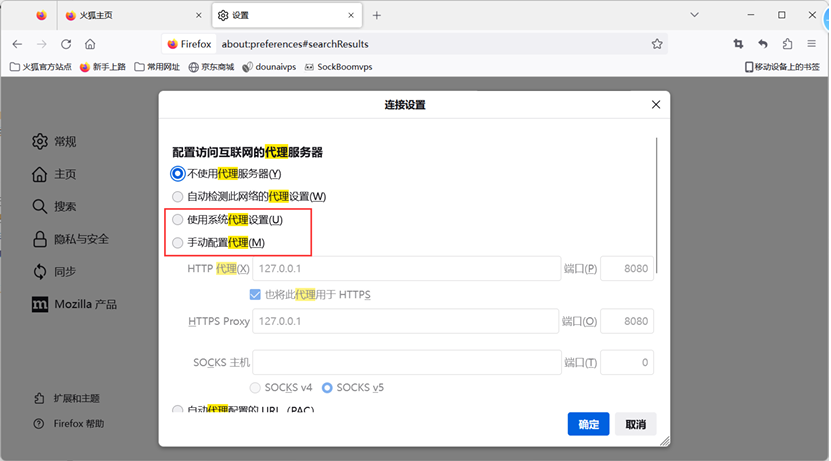 火狐主页
设置
Firefox about:preferences#searchResults
火狐官方站点 新手上路 常用网址 京东商城 dounaivps SockBoomvps 移动设备上的书签
连接设置
配置访问互联网的代理服务器
不使用代理服务器(Y)
自动检测此网络的代理设置(W)
使用系统代理设置(U)
手动配置代理(M)
HTTP 代理(X) 127.0.0.1 端口(P) 8080
也将此代理用于 HTTPS
HTTPS Proxy 127.0.0.1 端口(O) 8080
SOCKS 主机 端口(T) 0
SOCKS v4 SOCKS v5
自动代理配置的 URL（PAC）
确定 取消
常规
主页
搜索
隐私与安全
同步
m Mozilla 产品
扩展和主题
Firefox 帮助